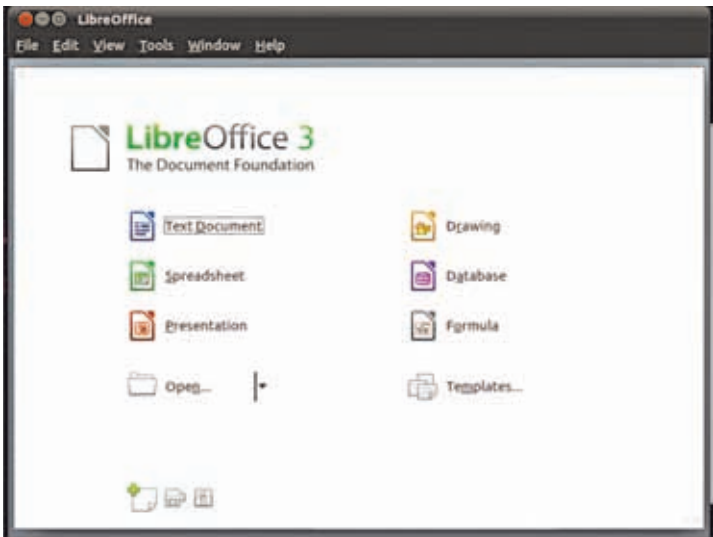 LibreOffice
File Edit View Tools Window Help
LibreOffice 3
The Document Foundation
Text Document
Drawing
Spreadsheet
Database
Presentation
Formula
Open...
Templates...